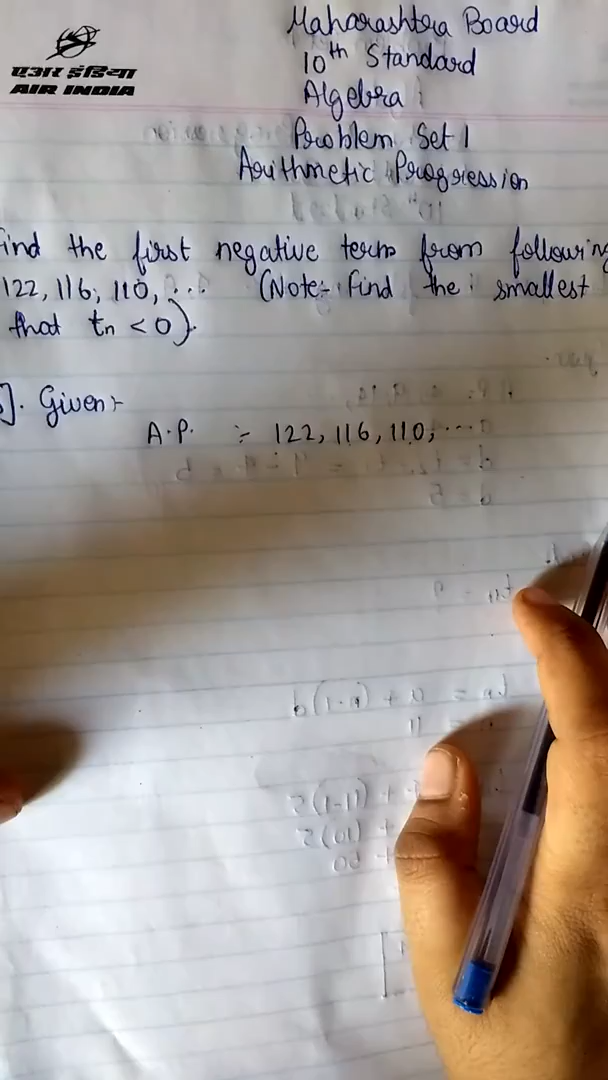 एअर इंडिया
AIR INDIA
Maharashtra Board
10th Standard
Algebra
Problem Set 1
Arithmetic Progression
Find the first negative term from following
122, 116, 110, ... (Note:- Find the smallest
that tn < 0).
]. Given:-
A.P. :- 122, 116, 110, ...